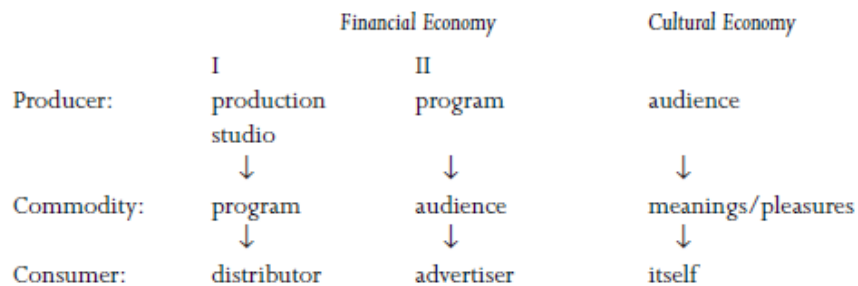 Financial Economy Cultural Economy
I II
Producer: production program audience
studio
↓ ↓ ↓
Commodity: program audience meanings/pleasures
↓ ↓ ↓
Consumer: distributor advertiser itself